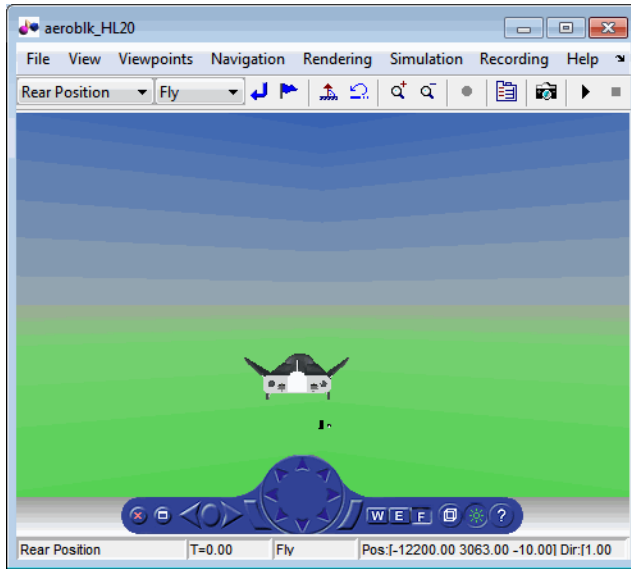 aeroblk_HL20
File View Viewpoints Navigation Rendering Simulation Recording Help
Rear Position Fly
W E F ?
Rear Position T=0.00 Fly Pos:[-12200.00 3063.00 -10.00] Dir:[1.00